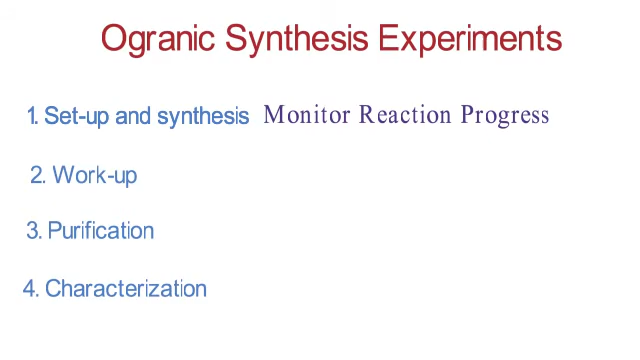 Ogranic Synthesis Experiments
1. Set-up and synthesis Monitor Reaction Progress
2. Work-up
3. Purification
4. Characterization